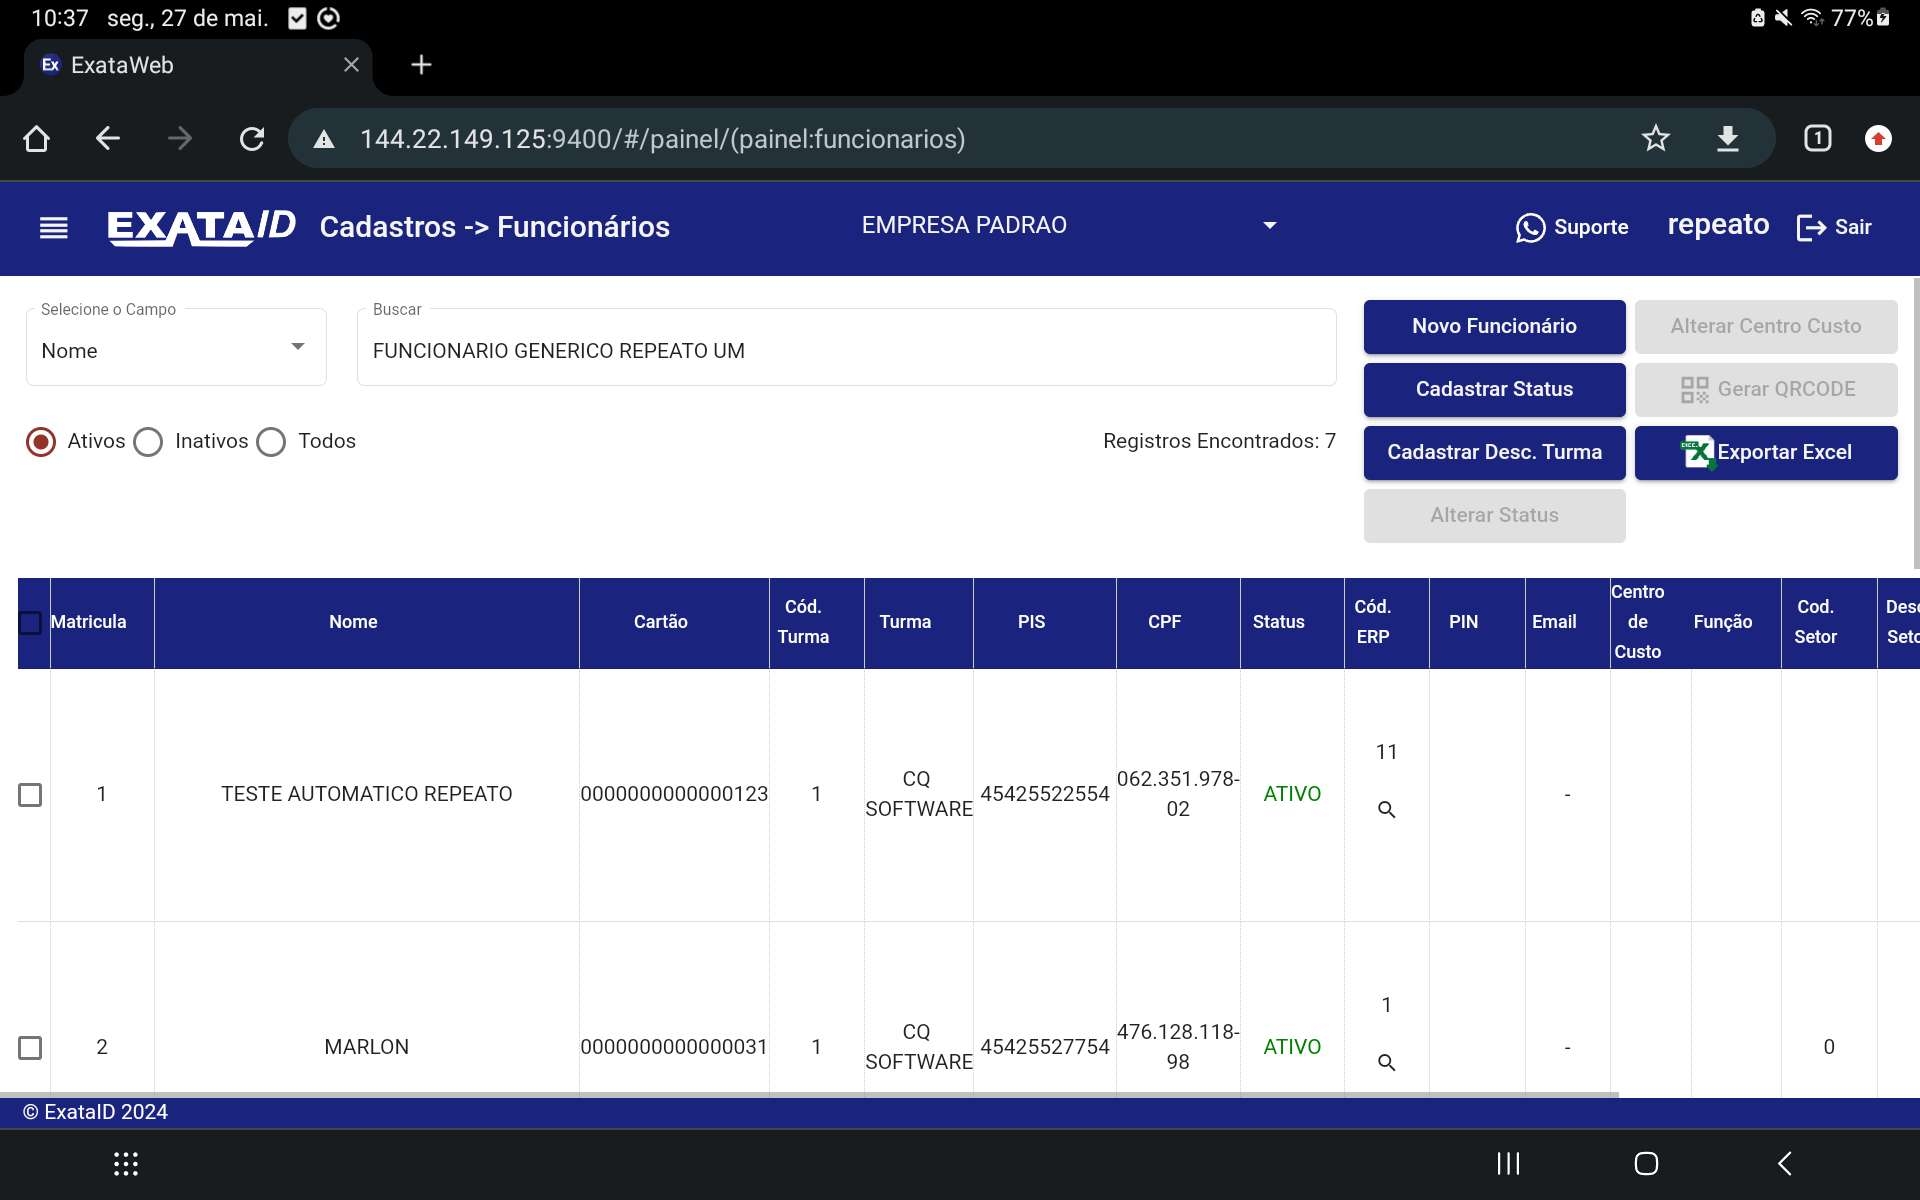 10:37 seg., 27 de mai. 77%
Ex ExataWeb
144.22.149.125:9400/#/painel/(painel:funcionarios) 1
EXATAID Cadastros -> Funcionários EMPRESA PADRAO Suporte repeato Sair
Selecione o Campo Buscar
Nome FUNCIONARIO GENERICO REPEATO UM
Novo Funcionário Alterar Centro Custo
Cadastrar Status Gerar QRCODE
Ativos Inativos Todos Registros Encontrados: 7
Cadastrar Desc. Turma Exportar Excel
Alterar Status
Matricula Nome Cartão Cód. Turma Turma PIS CPF Status Cód. ERP PIN Email Centro de Custo Função Cod. Setor Desc Seto
1 TESTE AUTOMATICO REPEATO 0000000000000123 1 CQ SOFTWARE 45425522554 062.351.978-02 ATIVO 11 -
2 MARLON 0000000000000031 1 CQ SOFTWARE 45425527754 476.128.118-98 ATIVO 1 - 0
© ExataID 2024